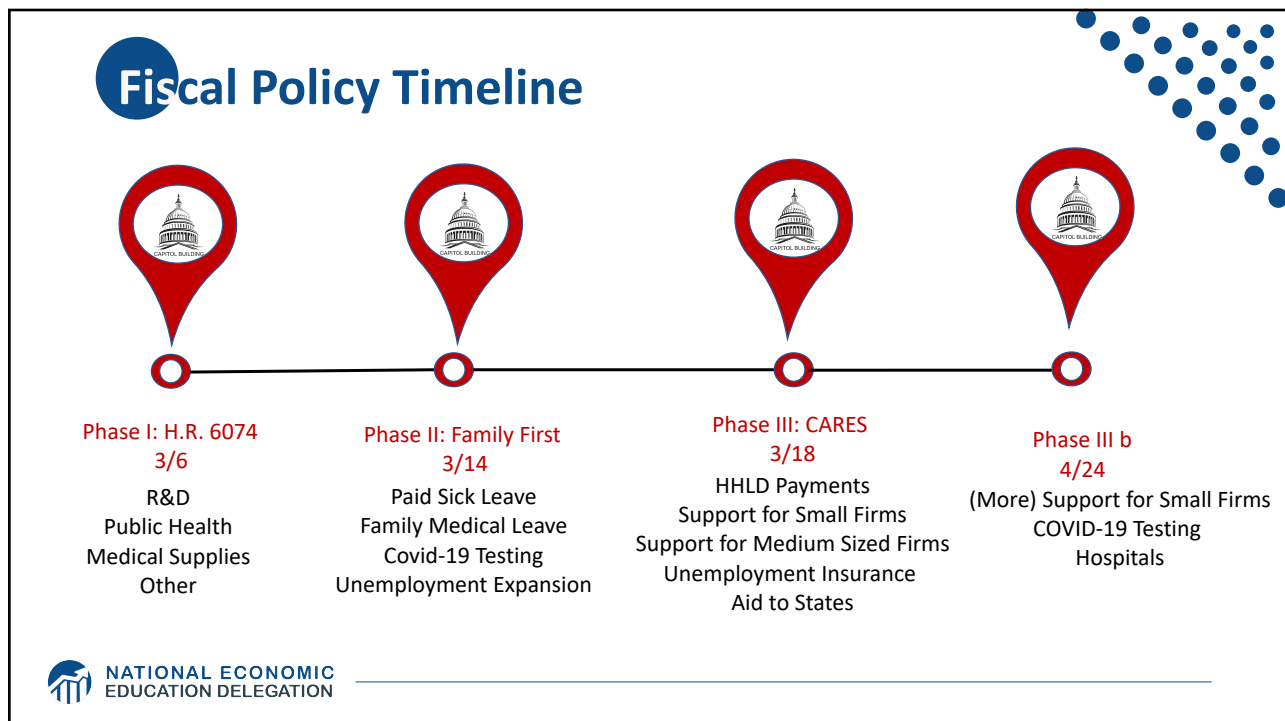 Fiscal Policy Timeline
CAPITOL BUILDING
CAPITOL BUILDING
CAPITOL BUILDING
CAPITOL BUILDING
Phase I: H.R. 6074
3/6
R&D
Public Health
Medical Supplies
Other
Phase II: Family First
3/14
Paid Sick Leave
Family Medical Leave
Covid-19 Testing
Unemployment Expansion
Phase III: CARES
3/18
HHLD Payments
Support for Small Firms
Support for Medium Sized Firms
Unemployment Insurance
Aid to States
Phase III b
4/24
(More) Support for Small Firms
COVID-19 Testing
Hospitals
NATIONAL ECONOMIC
EDUCATION DELEGATION